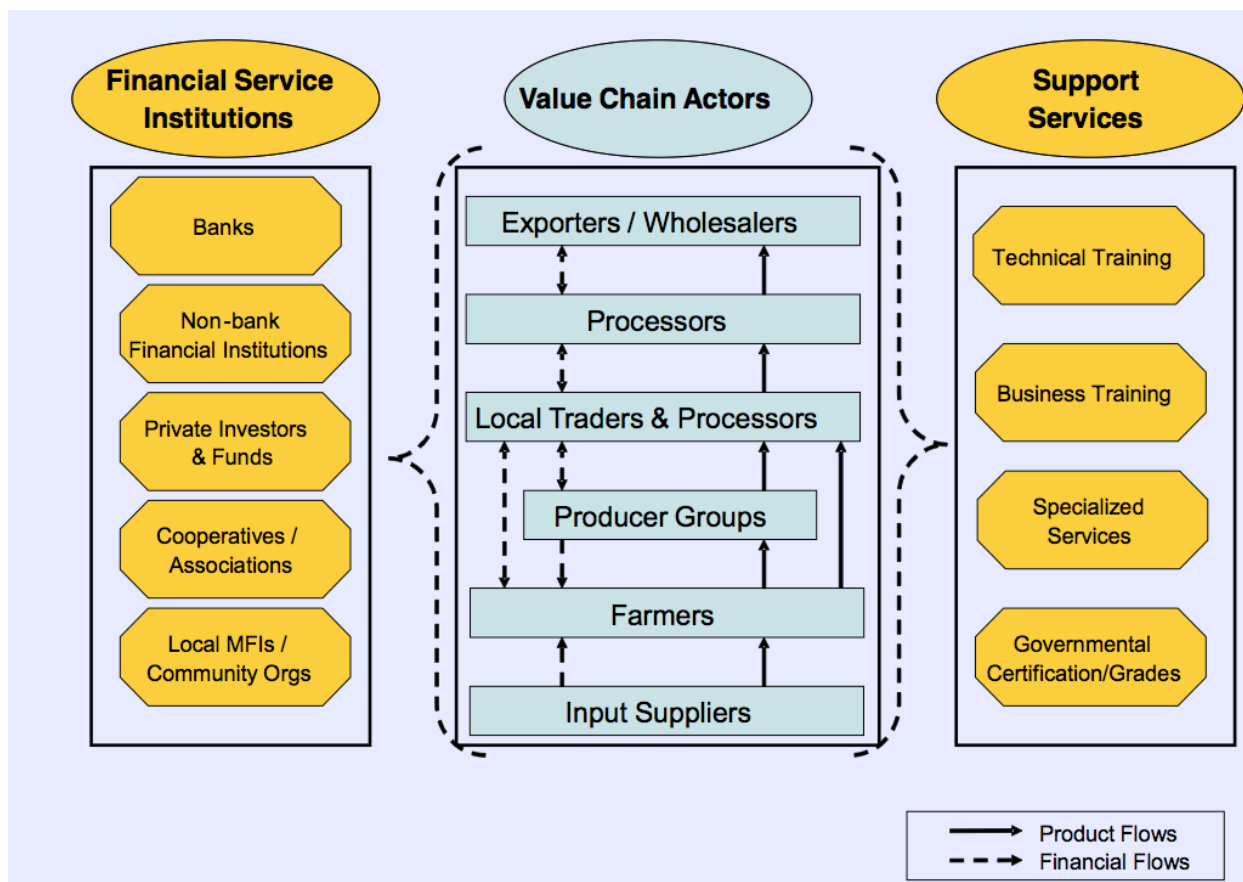 Financial Service
Institutions
Banks
Non-bank
Financial Institutions
Private Investors
& Funds
Cooperatives /
Associations
Local MFIs /
Community Orgs
Value Chain Actors
Exporters / Wholesalers
Processors
Local Traders & Processors
Producer Groups
Farmers
Input Suppliers
Support
Services
Technical Training
Business Training
Specialized
Services
Governmental
Certification/Grades
Product Flows
Financial Flows